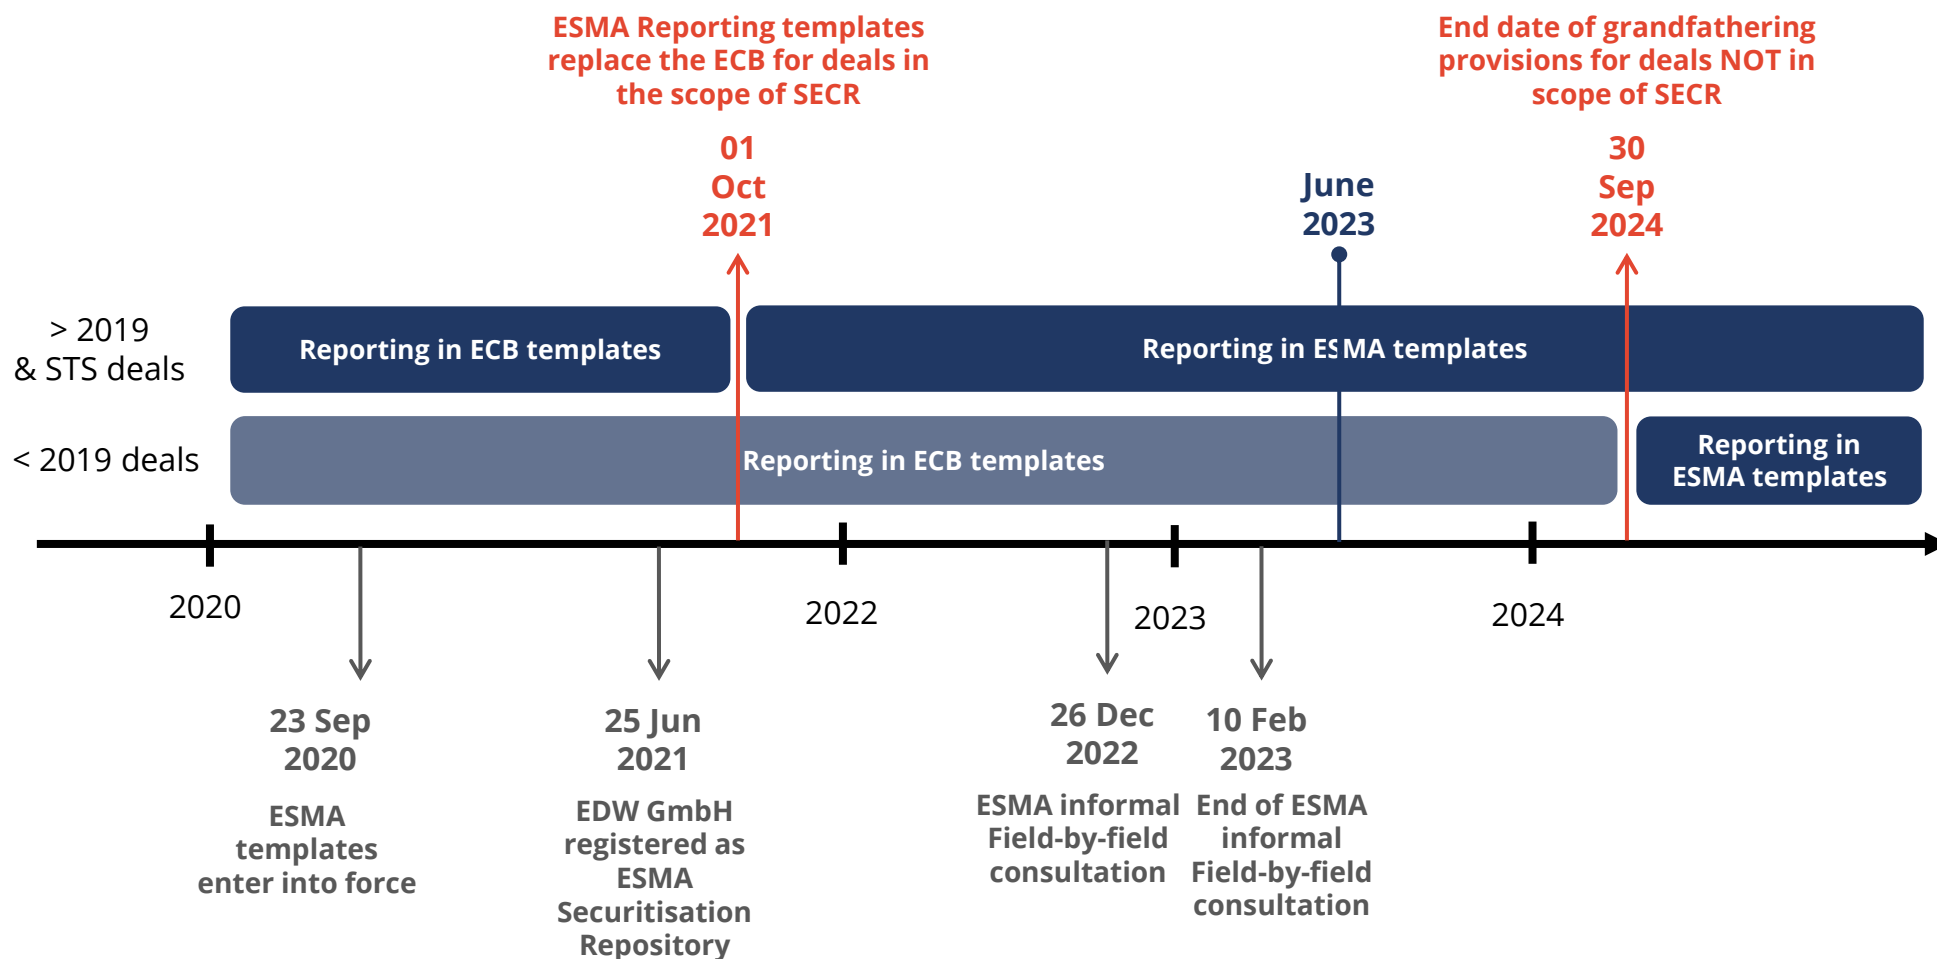 ESMA Reporting templates
replace the ECB for deals in
the scope of SECR
End date of grandfathering
provisions for deals NOT in
scope of SECR
01
Oct
2021
June
2023
30
Sep
2024
> 2019
& STS deals
Reporting in ECB templates
Reporting in ESMA templates
< 2019 deals
Reporting in ECB templates
Reporting in
ESMA templates
2020
2022
2023
2024
23 Sep
2020
ESMA
templates
enter into force
25 Jun
2021
EDW GmbH
registered as
ESMA
Securitisation
Repository
26 Dec
2022
ESMA informal
Field-by-field
consultation
10 Feb
2023
End of ESMA
informal
Field-by-field
consultation